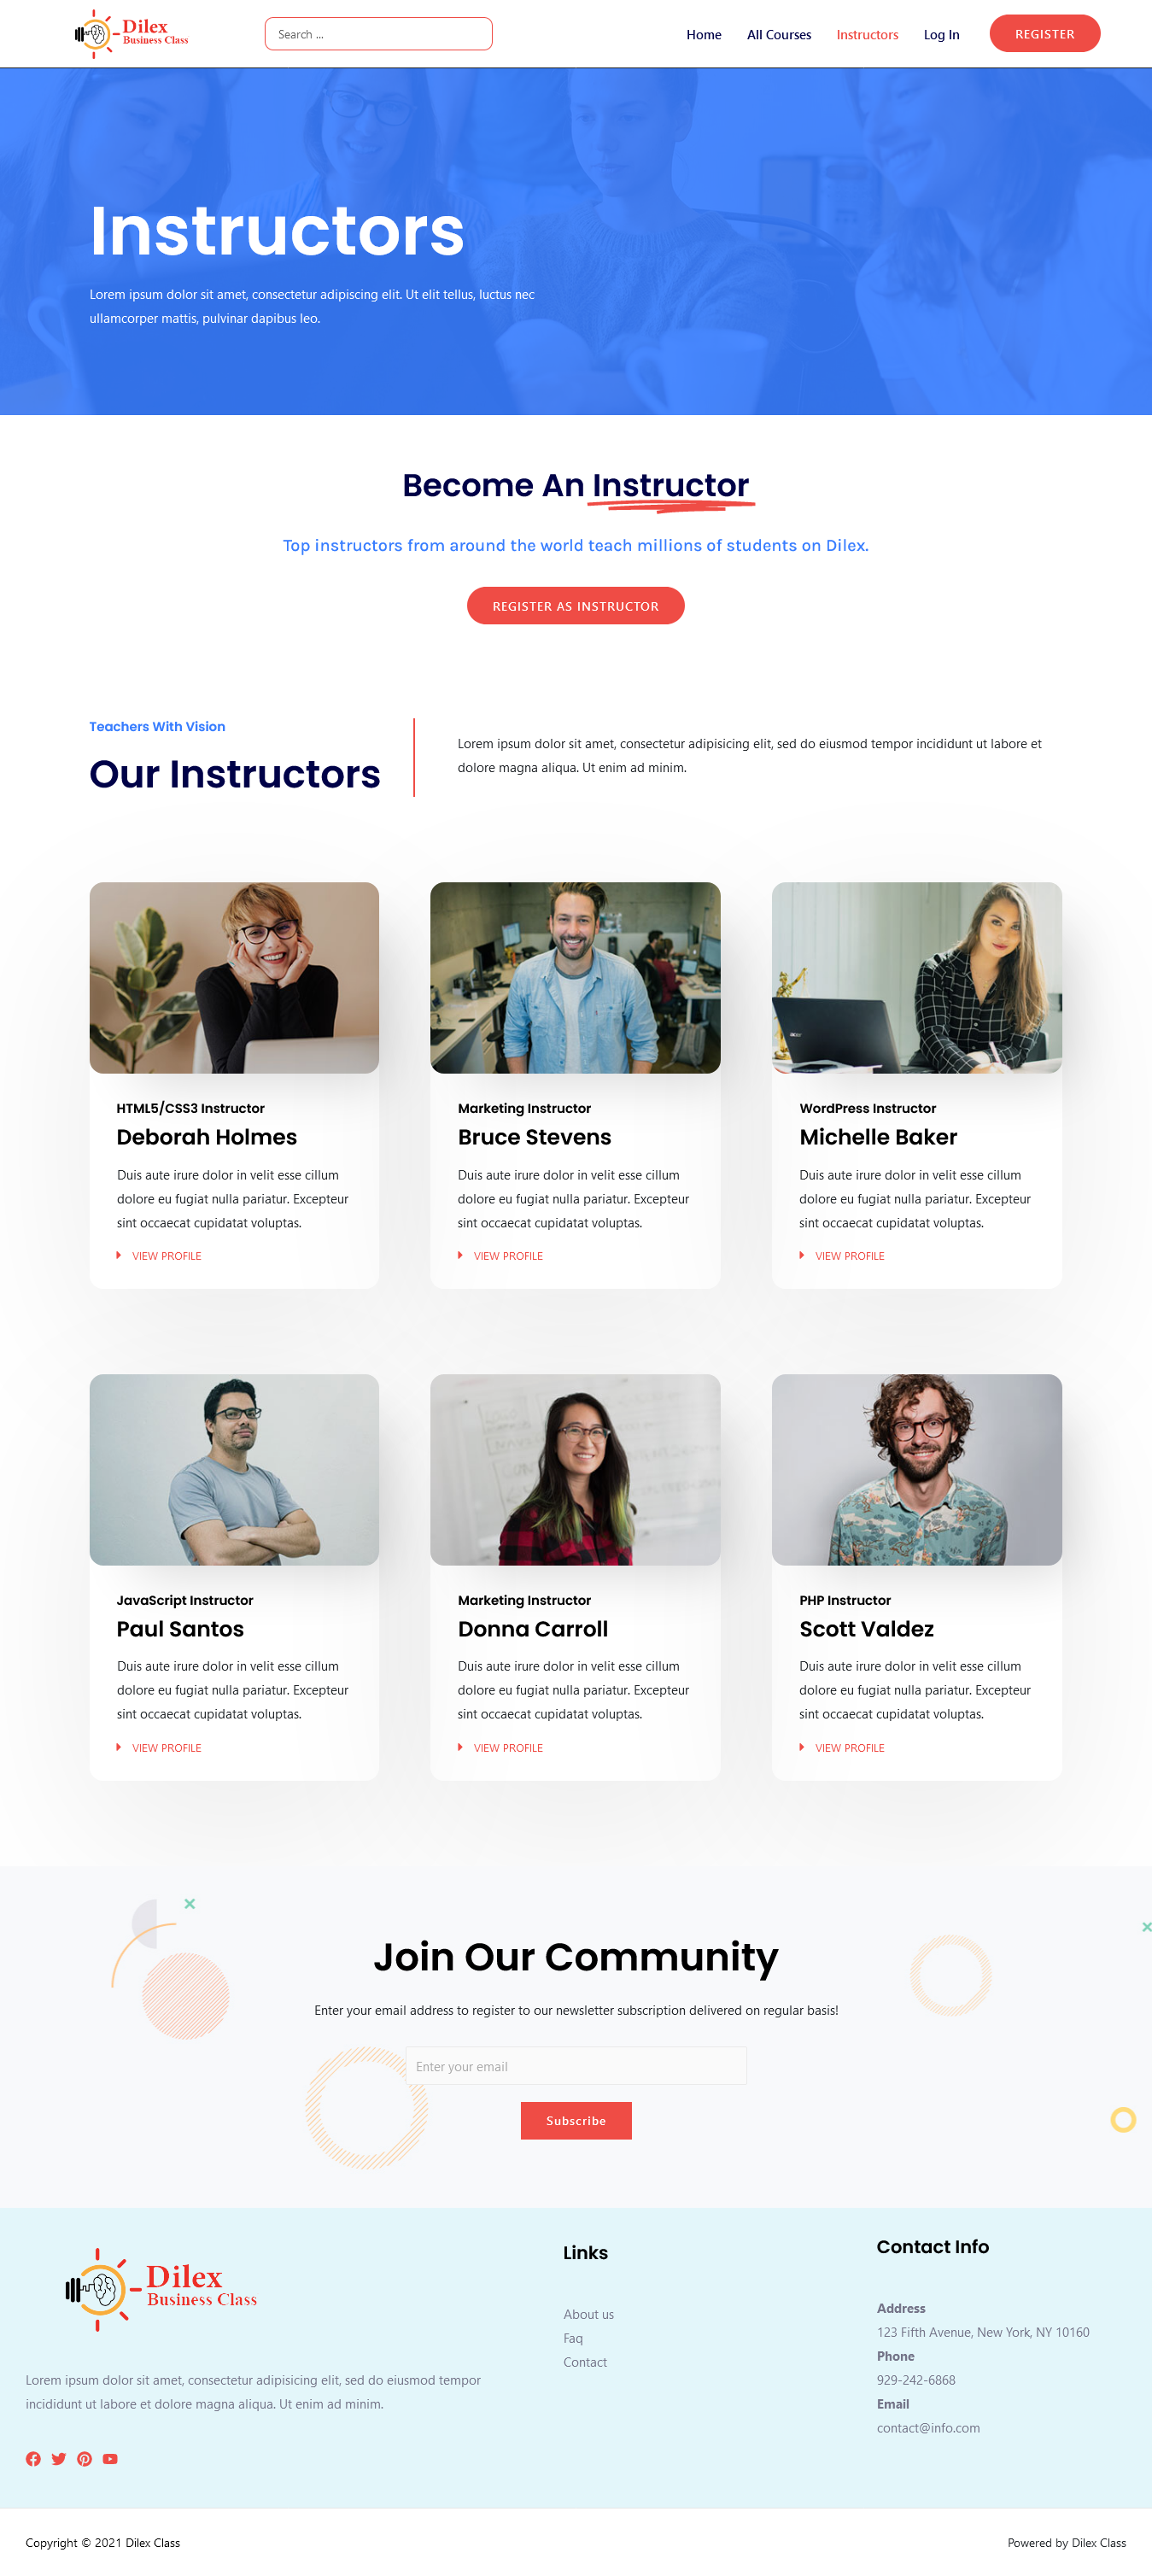 Dilex
Business Class
Search ...
Home
All Courses
Instructors
Log In
REGISTER
Instructors
Lorem ipsum dolor sit amet, consectetur adipiscing elit. Ut elit tellus, luctus nec
ullamcorper mattis, pulvinar dapibus leo.
Become An Instructor
Top instructors from around the world teach millions of students on Dilex.
REGISTER AS INSTRUCTOR
Teachers With Vision
Our Instructors
Lorem ipsum dolor sit amet, consectetur adipisicing elit, sed do eiusmod tempor incididunt ut labore et
dolore magna aliqua. Ut enim ad minim.
HTML5/CSS3 Instructor
Deborah Holmes
Duis aute irure dolor in velit esse cillum
dolore eu fugiat nulla pariatur. Excepteur
sint occaecat cupidatat voluptas.
VIEW PROFILE
Marketing Instructor
Bruce Stevens
Duis aute irure dolor in velit esse cillum
dolore eu fugiat nulla pariatur. Excepteur
sint occaecat cupidatat voluptas.
VIEW PROFILE
WordPress Instructor
Michelle Baker
Duis aute irure dolor in velit esse cillum
dolore eu fugiat nulla pariatur. Excepteur
sint occaecat cupidatat voluptas.
VIEW PROFILE
JavaScript Instructor
Paul Santos
Duis aute irure dolor in velit esse cillum
dolore eu fugiat nulla pariatur. Excepteur
sint occaecat cupidatat voluptas.
VIEW PROFILE
Marketing Instructor
Donna Carroll
Duis aute irure dolor in velit esse cillum
dolore eu fugiat nulla pariatur. Excepteur
sint occaecat cupidatat voluptas.
VIEW PROFILE
PHP Instructor
Scott Valdez
Duis aute irure dolor in velit esse cillum
dolore eu fugiat nulla pariatur. Excepteur
sint occaecat cupidatat voluptas.
VIEW PROFILE
Join Our Community
Enter your email address to register to our newsletter subscription delivered on regular basis!
Enter your email
Subscribe
Dilex
Business Class
Lorem ipsum dolor sit amet, consectetur adipisicing elit, sed do eiusmod tempor
incididunt ut labore et dolore magna aliqua. Ut enim ad minim.
Links
About us
Faq
Contact
Contact Info
Address
123 Fifth Avenue, New York, NY 10160
Phone
929-242-6868
Email
contact@info.com
Copyright © 2021 Dilex Class
Powered by Dilex Class